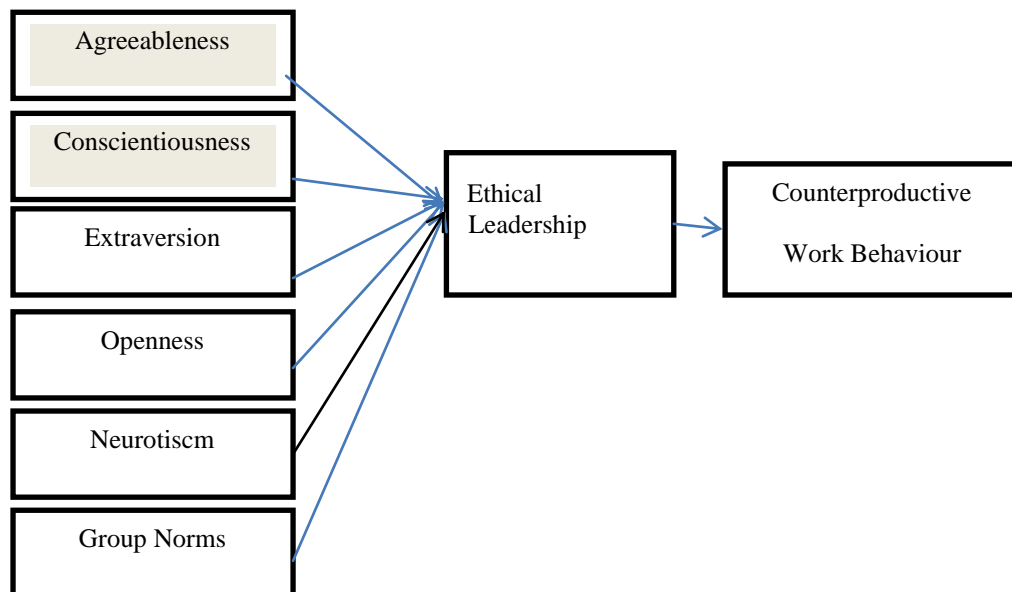 Agreeableness
Conscientiousness
Extraversion
Openness
Neurotiscm
Group Norms
Ethical
Leadership
Counterproductive
Work Behaviour